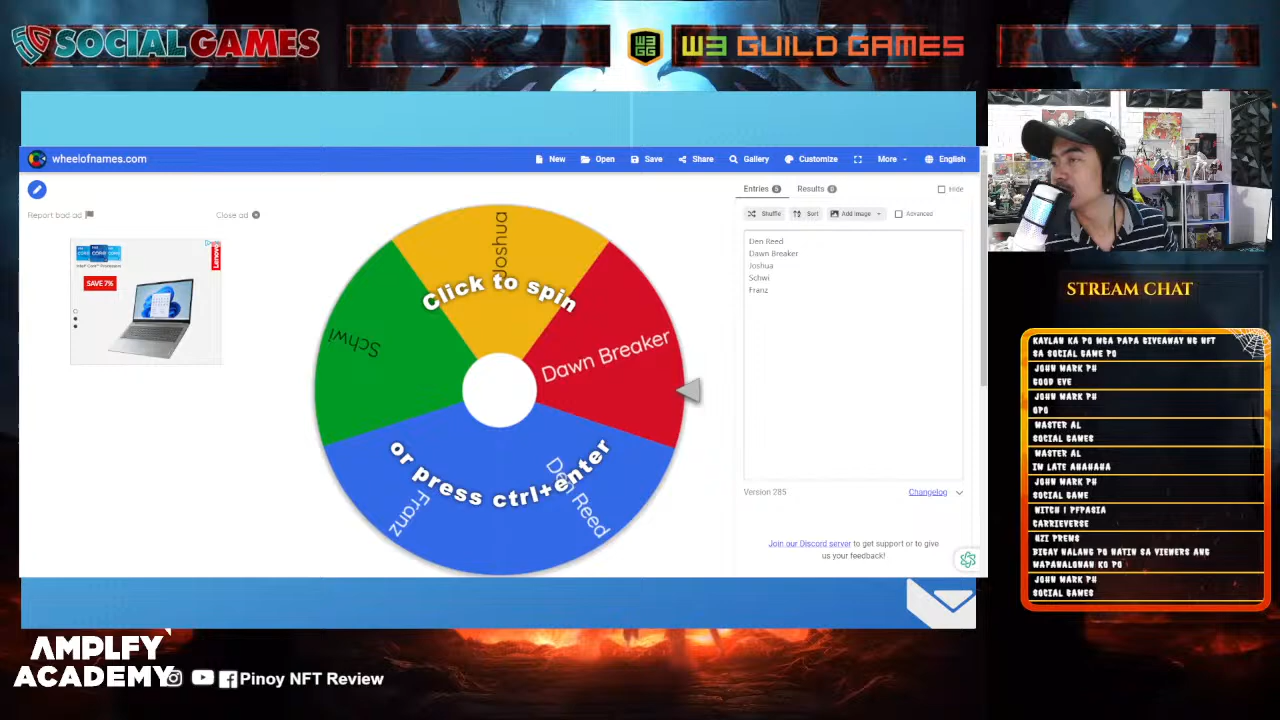 SOCIALGAMES
W3GG
W3 GUILD GAMES
wheelofnames.com
New
Open
Save
Share
Gallery
Customize
More
English
Report bad ad
Close ad
SAVE 7%
Lenovo
Joshua
Dawn Breaker
Den Reed
Franz
Schwi
Click to spin
or press ctrl+enter
Entries 5
Results 0
Hide
Shuffle
Sort
Add image
Advanced
Den Reed
Dawn Breaker
Joshua
Schwi
Franz
Version 285
Changelog
Join our Discord server to get support or to give
us your feedback!
STREAM CHAT
KAYLAN KA PO MGA PAPA GIVEAWAY NG NFT
SA SOCIAL GAME PO
JOHN MARK PH
GOOD EVE
JOHN MARK PH
OPO
MASTER AL
SOCIAL GAMES
MASTER AL
IM LATE AHAHAHA
JOHN MARK PH
SOCIAL GAME
WITCH | PFPASIA
CARRIEVERSE
NZI PREMS
BIGAY NALANG PO NATIN SA VIEWERS ANG
MAPANALUNAN KO PO
JOHN MARK PH
SOCIAL GAMES
AMPLFY
ACADEMY
Pinoy NFT Review